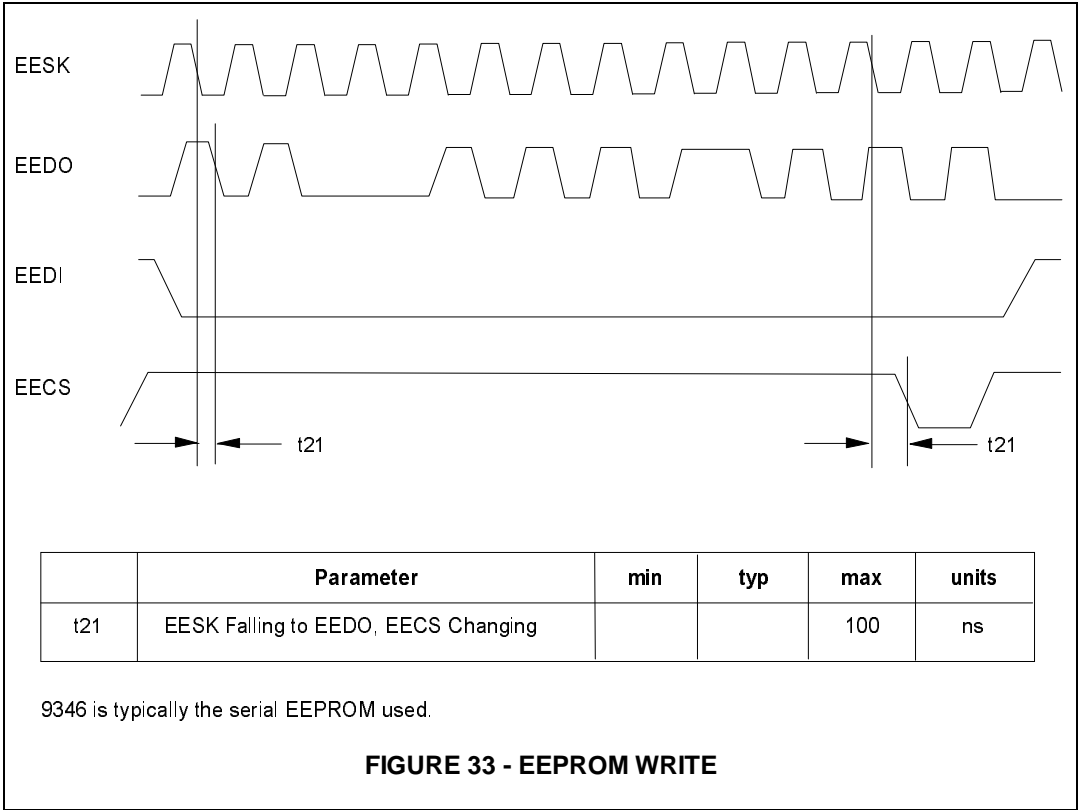 EESK
EEDO
EEDI
EECS
t21
t21
Parameter min typ max units
t21 EESK Falling to EEDO, EECS Changing 100 ns
9346 is typically the serial EEPROM used.
FIGURE 33 - EEPROM WRITE